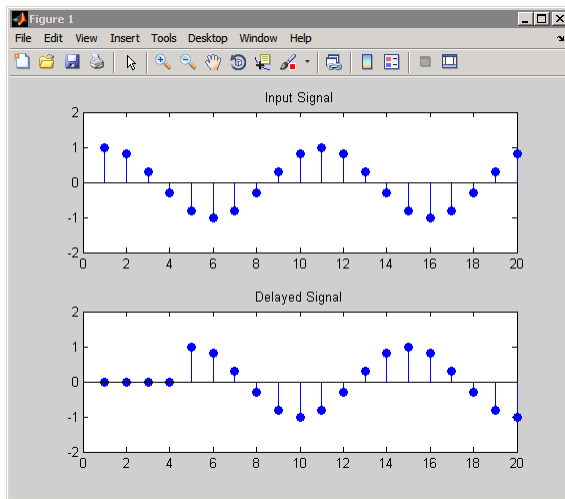 Figure 1
File Edit View Insert Tools Desktop Window Help
Input Signal
2
1
0
-1
-2
0 2 4 6 8 10 12 14 16 18 20
Delayed Signal
2
1
0
-1
-2
0 2 4 6 8 10 12 14 16 18 20